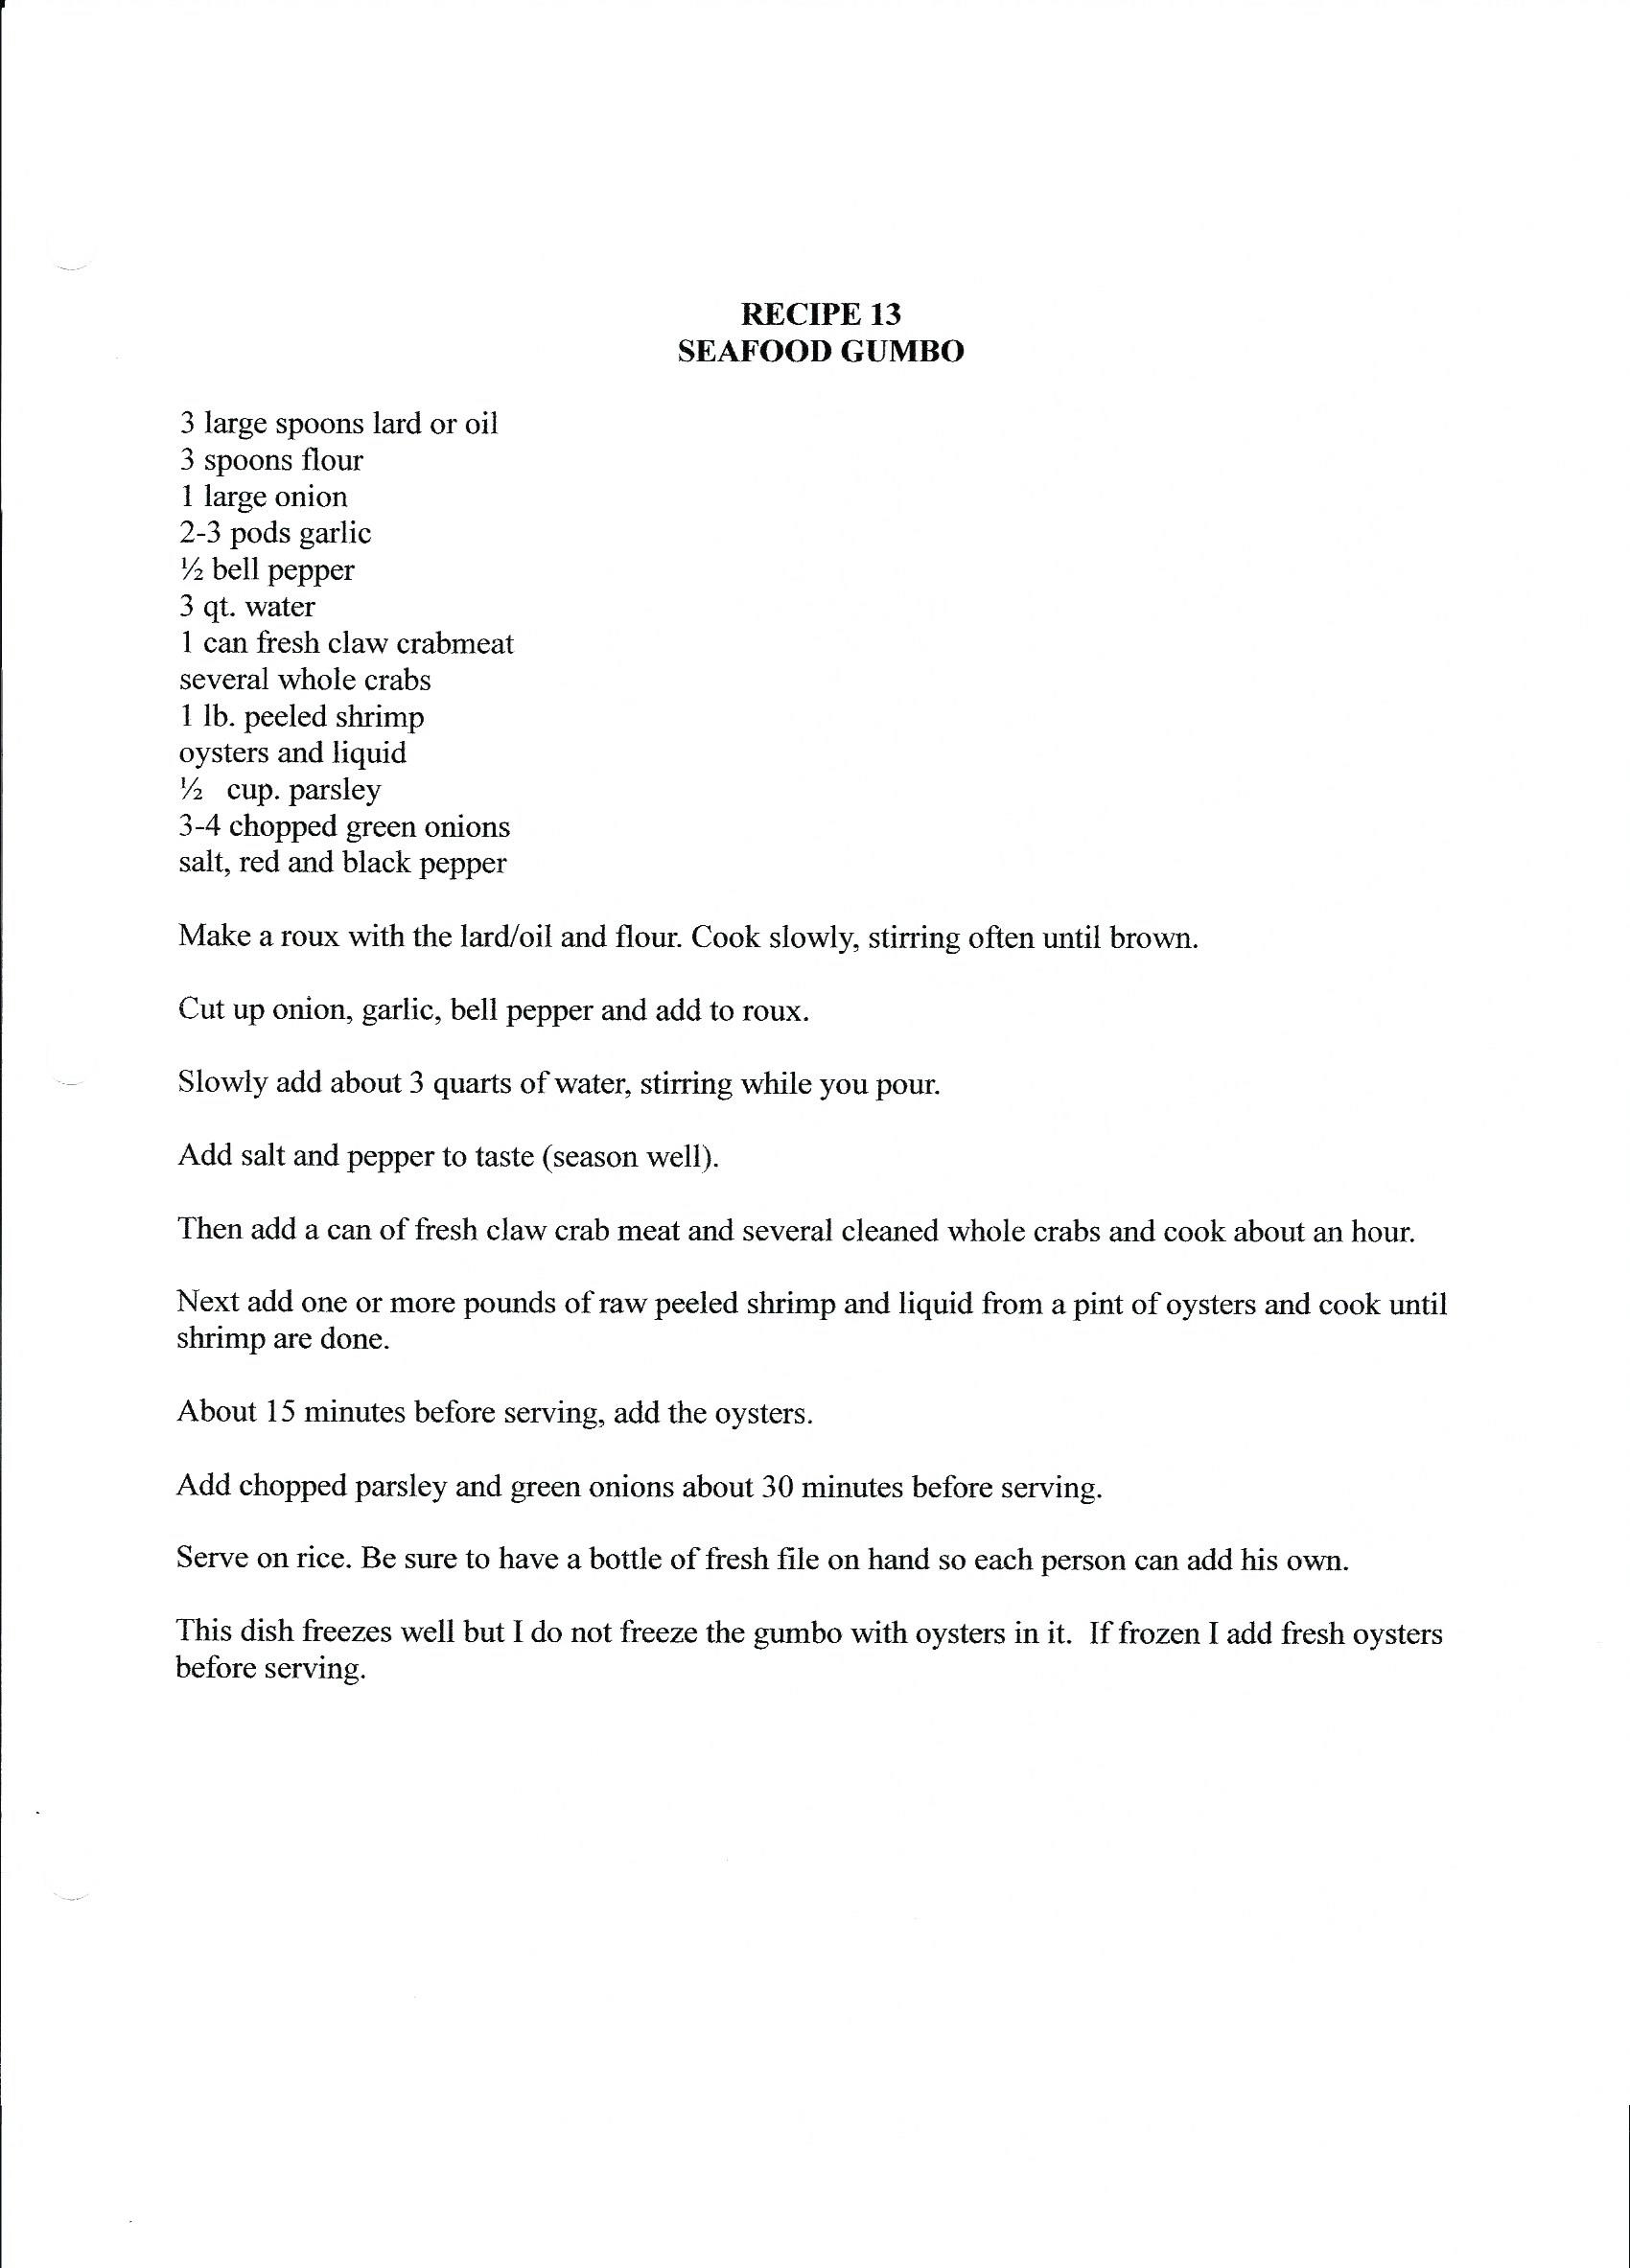 RECIPE 13
SEAFOOD GUMBO
3 large spoons lard or oil
3 spoons flour
1 large onion
2-3 pods garlic
½ bell pepper
3 qt. water
1 can fresh claw crabmeat
several whole crabs
1 lb. peeled shrimp
oysters and liquid
½ cup. parsley
3-4 chopped green onions
salt, red and black pepper
Make a roux with the lard/oil and flour. Cook slowly, stirring often until brown.
Cut up onion, garlic, bell pepper and add to roux.
Slowly add about 3 quarts of water, stirring while you pour.
Add salt and pepper to taste (season well).
Then add a can of fresh claw crab meat and several cleaned whole crabs and cook about an hour.
Next add one or more pounds of raw peeled shrimp and liquid from a pint of oysters and cook until
shrimp are done.
About 15 minutes before serving, add the oysters.
Add chopped parsley and green onions about 30 minutes before serving.
Serve on rice. Be sure to have a bottle of fresh file on hand so each person can add his own.
This dish freezes well but I do not freeze the gumbo with oysters in it.  If frozen I add fresh oysters
before serving.